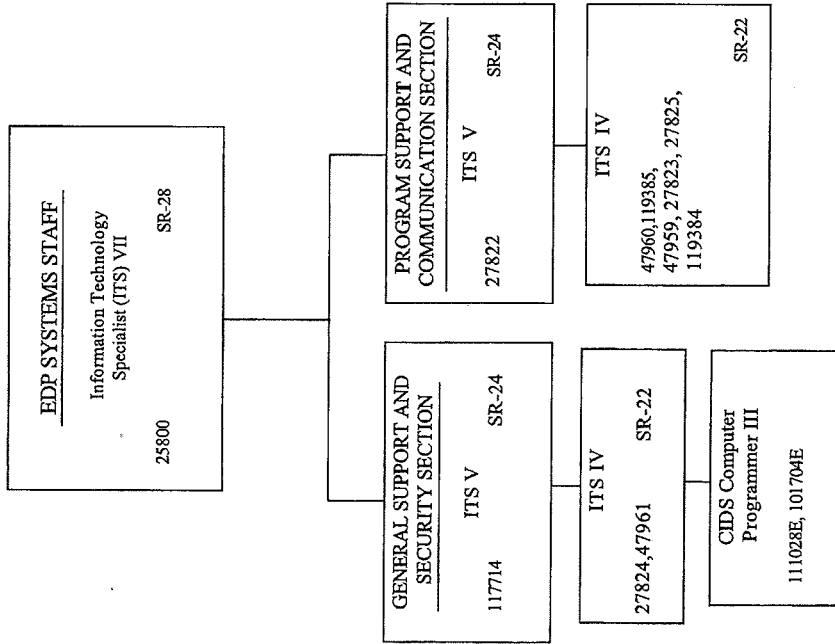 EDP SYSTEMS STAFF
Information Technology
Specialist (ITS) VII
25800 SR-28
GENERAL SUPPORT AND
SECURITY SECTION
ITS V
117714 SR-24
ITS IV
27824,47961 SR-22
CIDS Computer
Programmer III
111028E, 101704E
PROGRAM SUPPORT AND
COMMUNICATION SECTION
ITS V
27822 SR-24
ITS IV
47960,119385,
47959, 27823, 27825,
119384
SR-22